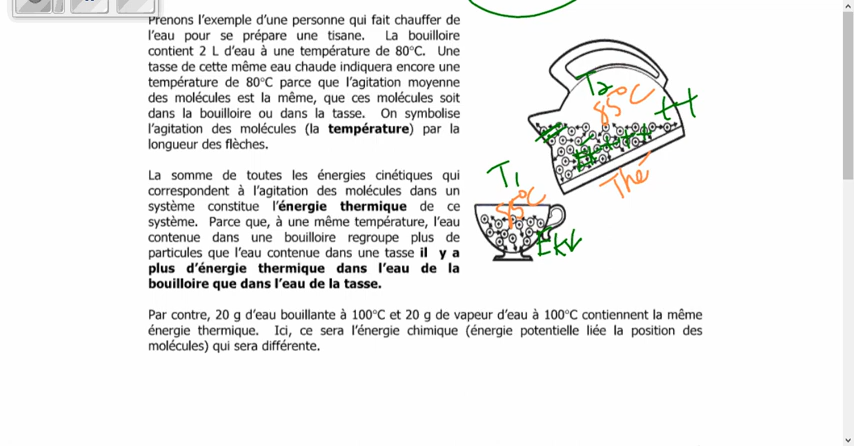 Prenons l'exemple d'une personne qui fait chauffer de
l'eau pour se prépare une tisane. La bouilloire
contient 2 L d'eau à une température de 80°C. Une
tasse de cette même eau chaude indiquera encore une
température de 80°C parce que l'agitation moyenne
des molécules est la même, que ces molécules soit
dans la bouilloire ou dans la tasse. On symbolise
l'agitation des molécules (la température) par la
longueur des flèches.
La somme de toutes les énergies cinétiques qui
correspondent à l'agitation des molécules dans un
système constitue l'énergie thermique de ce
système. Parce que, à une même température, l'eau
contenue dans une bouilloire regroupe plus de
particules que l'eau contenue dans une tasse il y a
plus d'énergie thermique dans l'eau de la
bouilloire que dans l'eau de la tasse.
T2
85°C
Thé
T1
85°C
Par contre, 20 g d'eau bouillante à 100°C et 20 g de vapeur d'eau à 100°C contiennent la même
énergie thermique. Ici, ce sera l'énergie chimique (énergie potentielle liée la position des
molécules) qui sera différente.